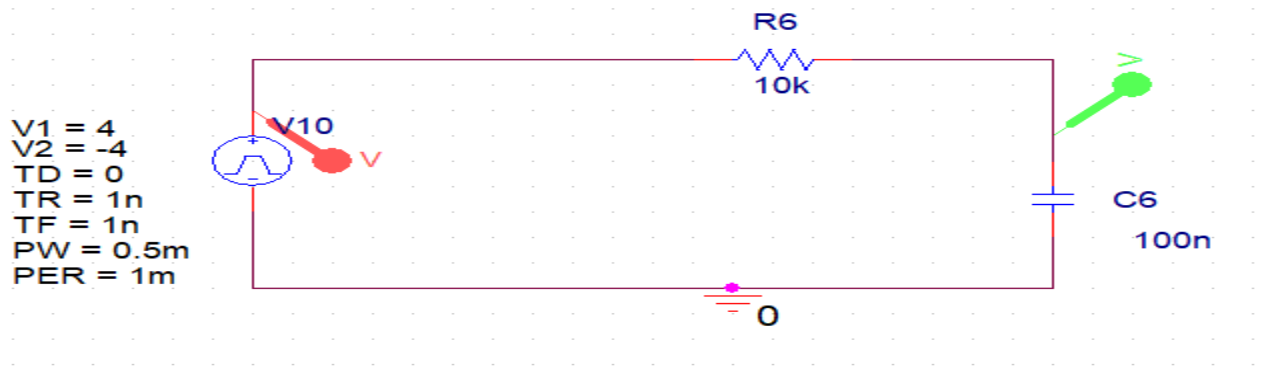 R6
10k
V
V1 = 4
V2 = -4
TD = 0
TR = 1n
TF = 1n
PW = 0.5m
PER = 1m
V10
V
C6
100n
0